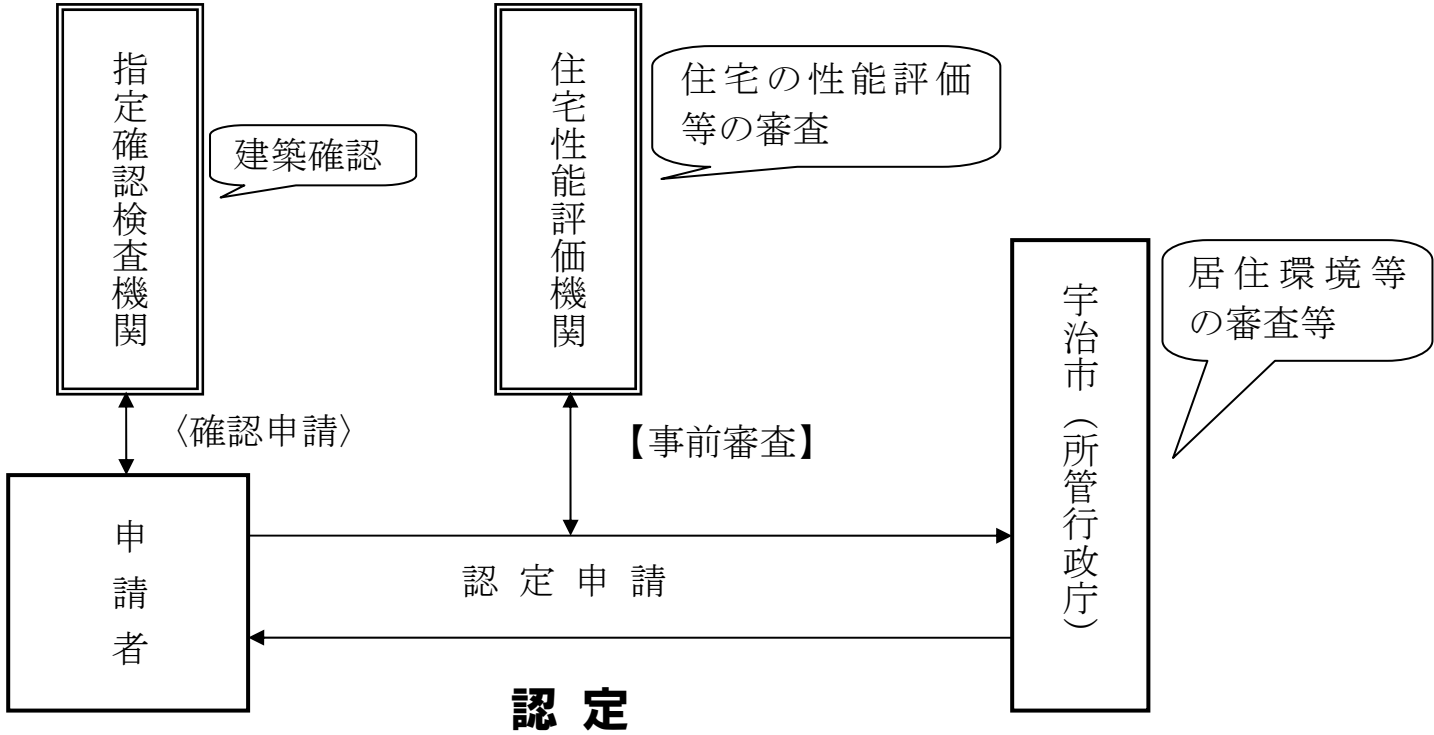 指定確認検査機関
建築確認
住宅性能評価機関
住宅の性能評価
等の審査
宇治市（所管行政庁）
居住環境等
の審査等
〈確認申請〉
【事前審査】
申請者
認定申請
認定